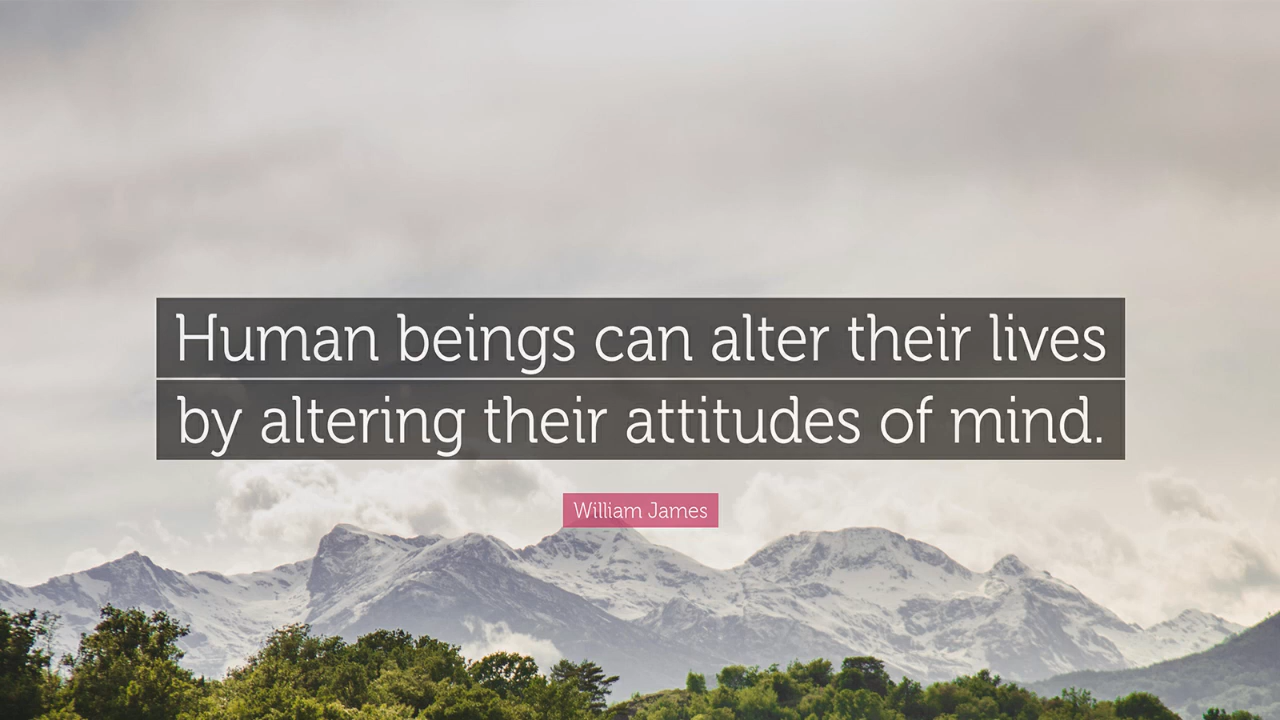 Human beings can alter their lives
by altering their attitudes of mind.
William James